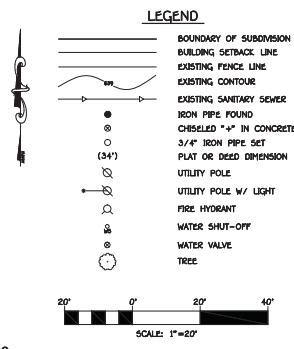 LEGEND
BOUNDARY OF SUBDIVISION
BUILDING SETBACK LINE
EXISTING FENCE LINE
639 EXISTING CONTOUR
EXISTING SANITARY SEWER
IRON PIPE FOUND
CHISELED "+" IN CONCRETE
3/4" IRON PIPE SET
(34') PLAT OR DEED DIMENSION
UTILITY POLE
UTILITY POLE W/ LIGHT
FIRE HYDRANT
WATER SHUT-OFF
WATER VALVE
TREE
20' 0' 20' 40'
SCALE: 1"=20'